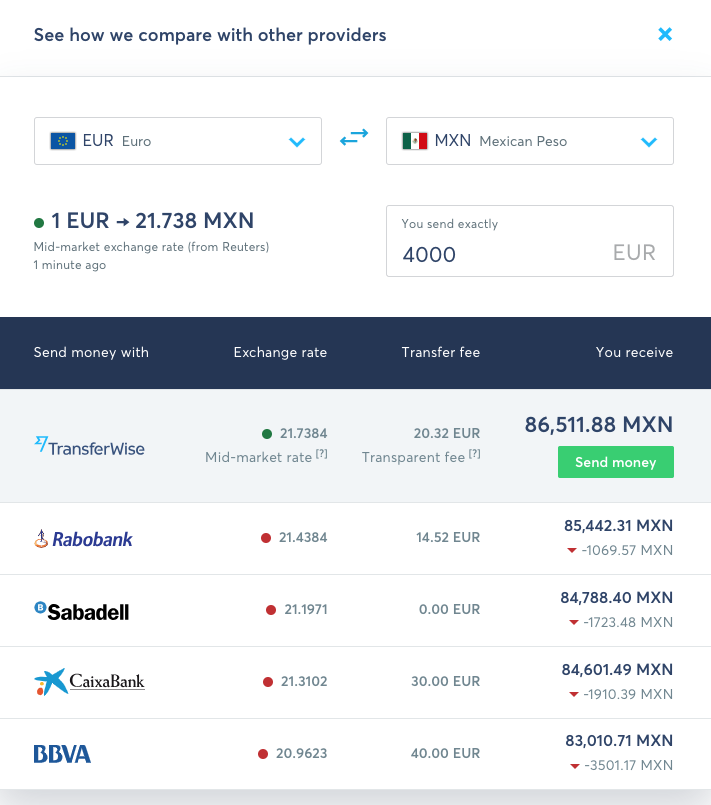 See how we compare with other providers
EUR Euro
MXN Mexican Peso
1 EUR → 21.738 MXN
Mid-market exchange rate (from Reuters)
1 minute ago
You send exactly
4000 EUR
Send money with Exchange rate Transfer fee You receive
TransferWise 21.7384 20.32 EUR 86,511.88 MXN
Mid-market rate [?] Transparent fee [?] Send money
Rabobank 21.4384 14.52 EUR 85,442.31 MXN
-1069.57 MXN
B Sabadell 21.1971 0.00 EUR 84,788.40 MXN
-1723.48 MXN
CaixaBank 21.3102 30.00 EUR 84,601.49 MXN
-1910.39 MXN
BBVA 20.9623 40.00 EUR 83,010.71 MXN
-3501.17 MXN